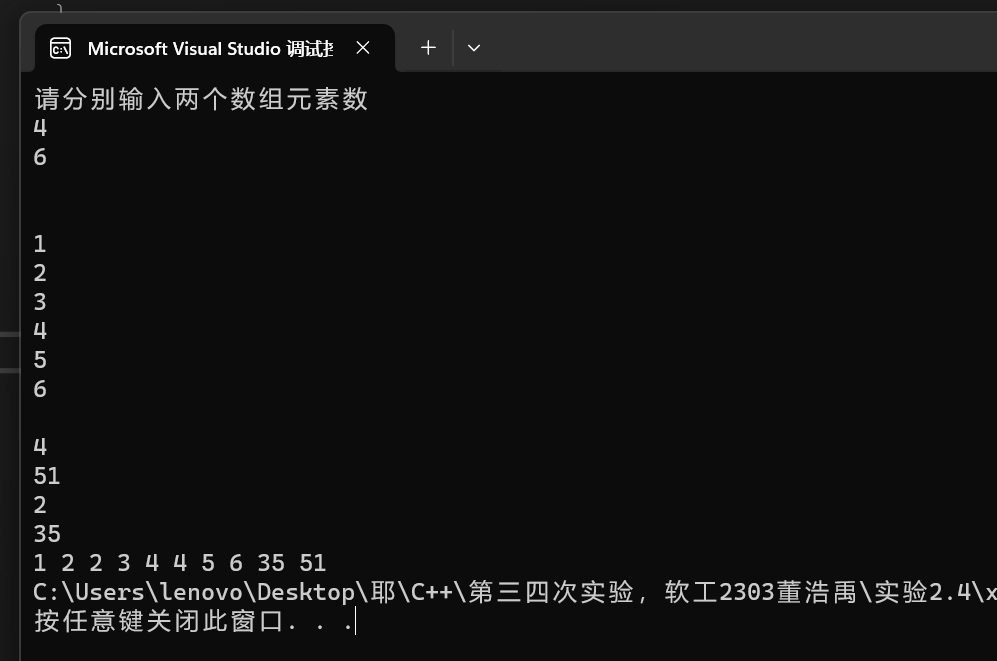 Microsoft Visual Studio 调试
请分别输入两个数组元素数
4
6
1
2
3
4
5
6
4
51
2
35
1 2 2 3 4 4 5 6 35 51
C:\Users\lenovo\Desktop\耶\C++\第三四次实验，软工2303董浩禹\实验2.4\x
按任意键关闭此窗口. . .